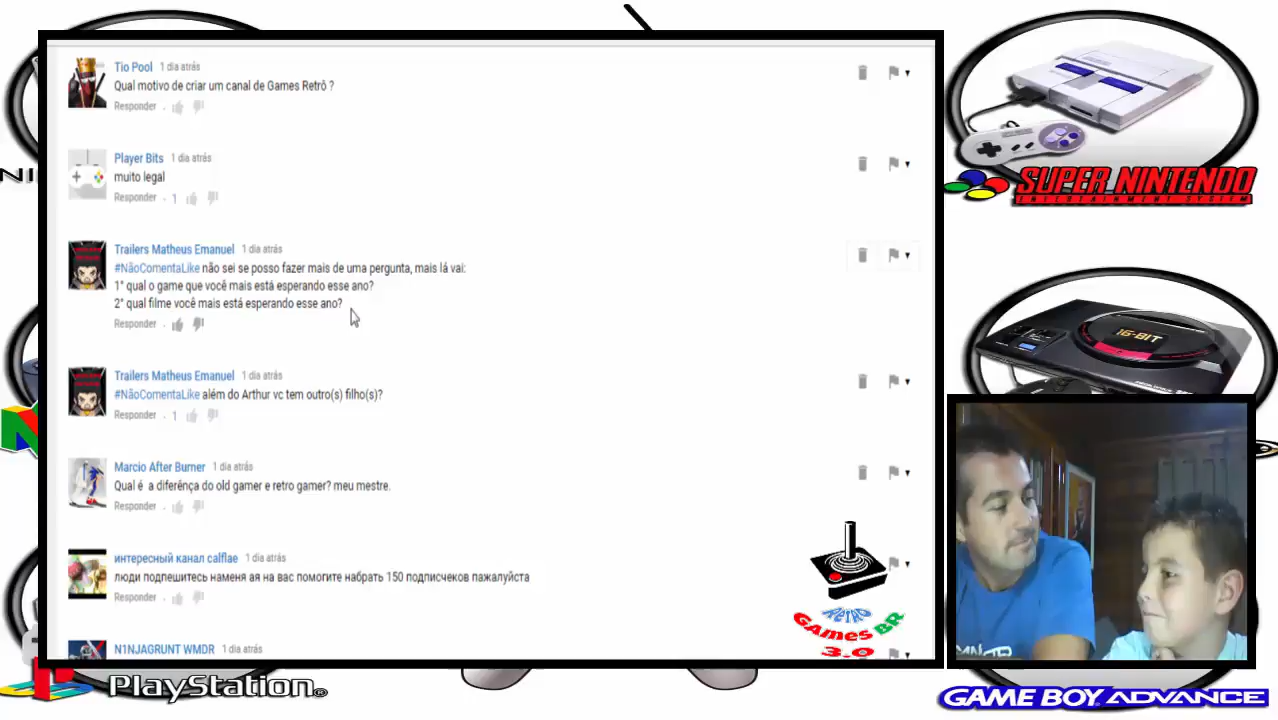 Tio Pool 1 dia atrás
Qual motivo de criar um canal de Games Retrô ?
Responder
Player Bits 1 dia atrás
muito legal
Responder 1
Trailers Matheus Emanuel 1 dia atrás
#NãoComentaLike não sei se posso fazer mais de uma pergunta, mais lá vai:
1° qual o game que você mais está esperando esse ano?
2° qual filme você mais está esperando esse ano?
Responder
Trailers Matheus Emanuel 1 dia atrás
#NãoComentaLike além do Arthur vc tem outro(s) filho(s)?
Responder 1
Marcio After Burner 1 dia atrás
Qual é a diferênça do old gamer e retro gamer? meu mestre.
Responder
интересный канал calflae 1 dia atrás
люди подпешитесь наменя ая на вас помогите набрать 150 подписчеков пажалуйста
Responder
N1NJAGRUNT WMDR 1 dia atrás
RETRO
GAMES BR
3.0
SUPER NINTENDO
ENTERTAINMENT SYSTEM
16-BIT
NI
PlayStation®
GAME BOY ADVANCE